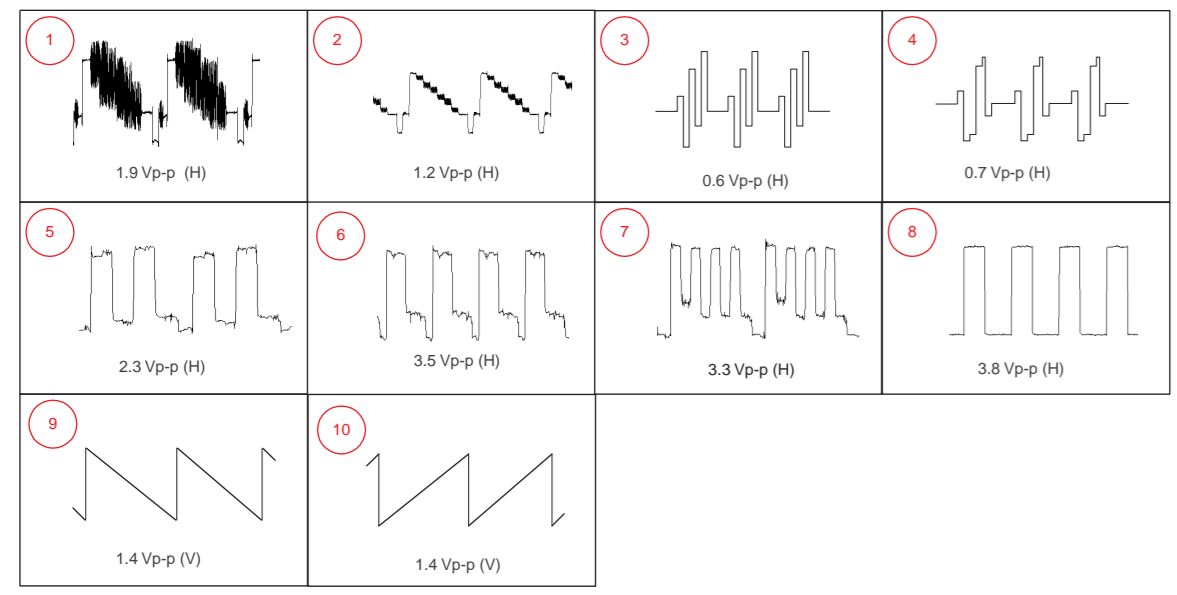 1
2
3
4
1.9 Vp-p (H)
1.2 Vp-p (H)
0.6 Vp-p (H)
0.7 Vp-p (H)
5
6
7
8
2.3 Vp-p (H)
3.5 Vp-p (H)
3.3 Vp-p (H)
3.8 Vp-p (H)
9
10
1.4 Vp-p (V)
1.4 Vp-p (V)